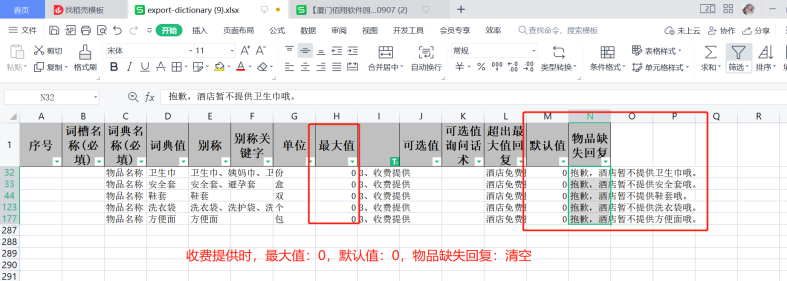 首页 找稻壳模板 export-dictionary (9).xlsx 【厦门佰翔软件园...0907 (2)
文件 开始 插入 页面布局 公式 数据 审阅 视图 开发工具 会员专享 效率 查找命令、搜索模板 未上云 协作 分享
粘贴 剪切 复制 格式刷 宋体 11 合并居中 自动换行 常规 类型转换 条件格式 表格样式 单元格样式 求和 筛选 排序 填
N32 fx 抱歉，酒店暂不提供卫生巾哦。
A B C D E F G H I J K L M N O P Q R
1 序号 词槽名称(必填) 词典名称(必填) 词典值 别称 别称关键字 单位 最大值 可选值 可选值询问话术 超出最大值回复 默认值 物品缺失回复
32 物品名称 卫生巾 卫生巾、姨妈巾、卫 份 0 3、收费提供 酒店免费 0 抱歉，酒店暂不提供卫生巾哦。
33 物品名称 安全套 安全套、避孕套 盒 0 3、收费提供 酒店免费 0 抱歉，酒店暂不提供安全套哦。
44 物品名称 鞋套 鞋套 双 0 3、收费提供 酒店免费 0 抱歉，酒店暂不提供鞋套哦。
123 物品名称 洗衣袋 洗衣袋、洗护袋、洗 个 0 3、收费提供 酒店免费 0 抱歉，酒店暂不提供洗衣袋哦。
177 物品名称 方便面 方便面 包 0 3、收费提供 酒店免费 0 抱歉，酒店暂不提供方便面哦。
287
288
289
290
291
收费提供时，最大值：0，默认值：0，物品缺失回复：清空